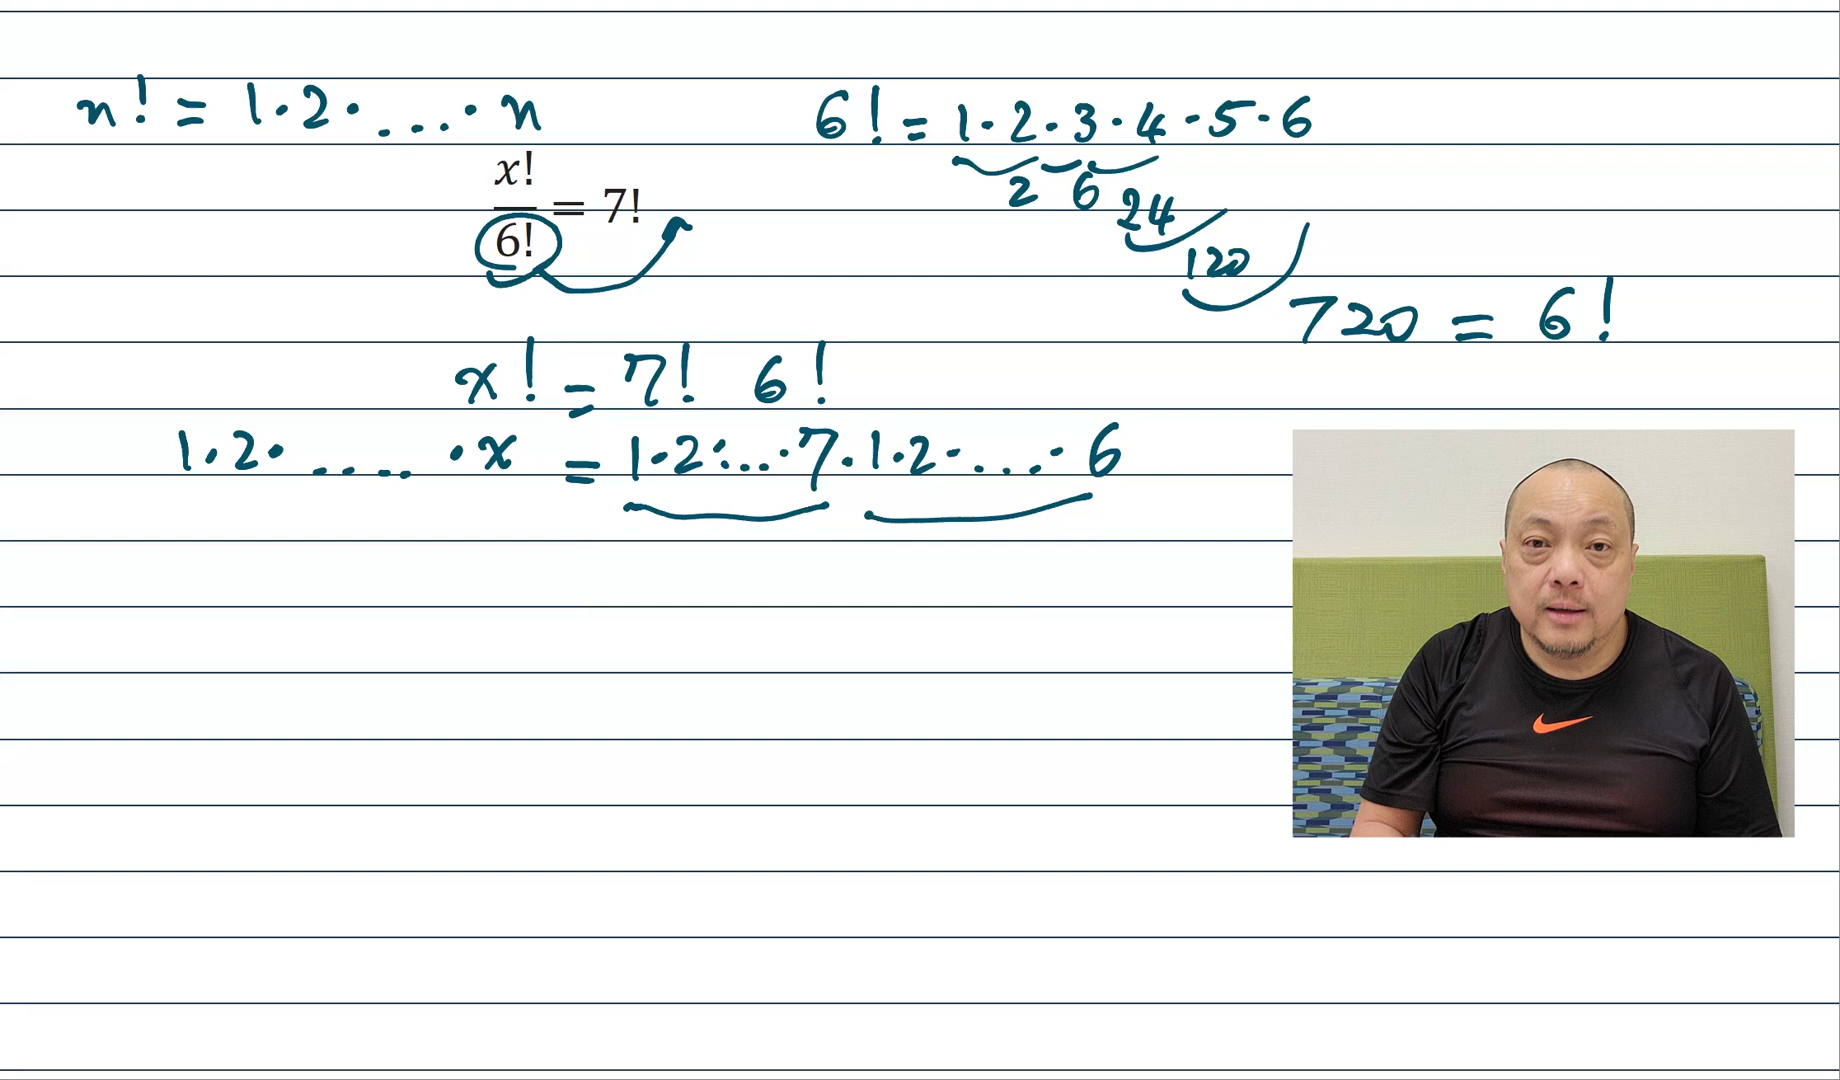 n! = 1·2·...·n
6! = 1·2·3·4·5·6
x!/6! = 7!
2 6 24
120
720 = 6!
x! = 7! 6!
1·2·.....·x = 1·2·...·7·1·2·....·6